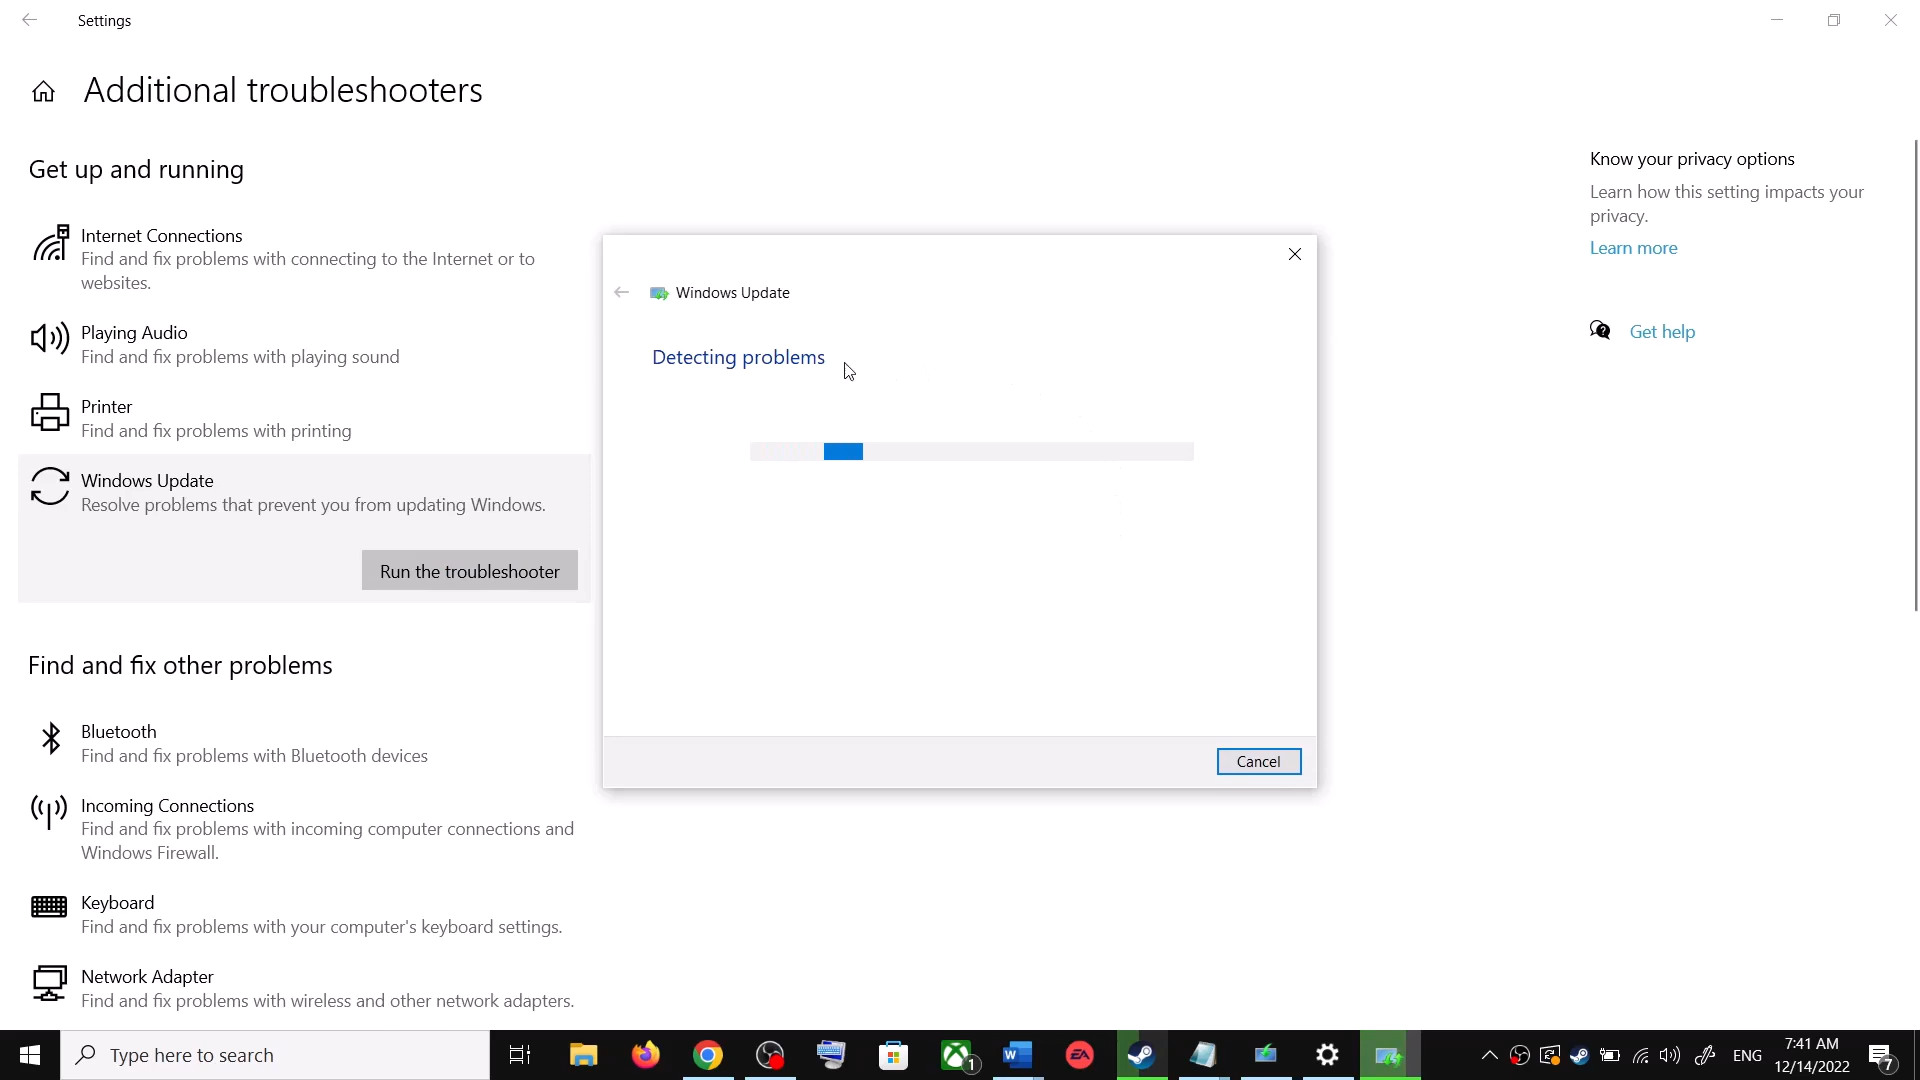 Settings
Additional troubleshooters
Get up and running
Internet Connections
Find and fix problems with connecting to the Internet or to
websites.
Playing Audio
Find and fix problems with playing sound
Printer
Find and fix problems with printing
Windows Update
Resolve problems that prevent you from updating Windows.
Run the troubleshooter
Find and fix other problems
Bluetooth
Find and fix problems with Bluetooth devices
Incoming Connections
Find and fix problems with incoming computer connections and
Windows Firewall.
Keyboard
Find and fix problems with your computer's keyboard settings.
Network Adapter
Find and fix problems with wireless and other network adapters.
Windows Update
Detecting problems
Cancel
Know your privacy options
Learn how this setting impacts your
privacy.
Learn more
Get help
Type here to search
1
W
EA
ENG
7:41 AM
12/14/2022
7